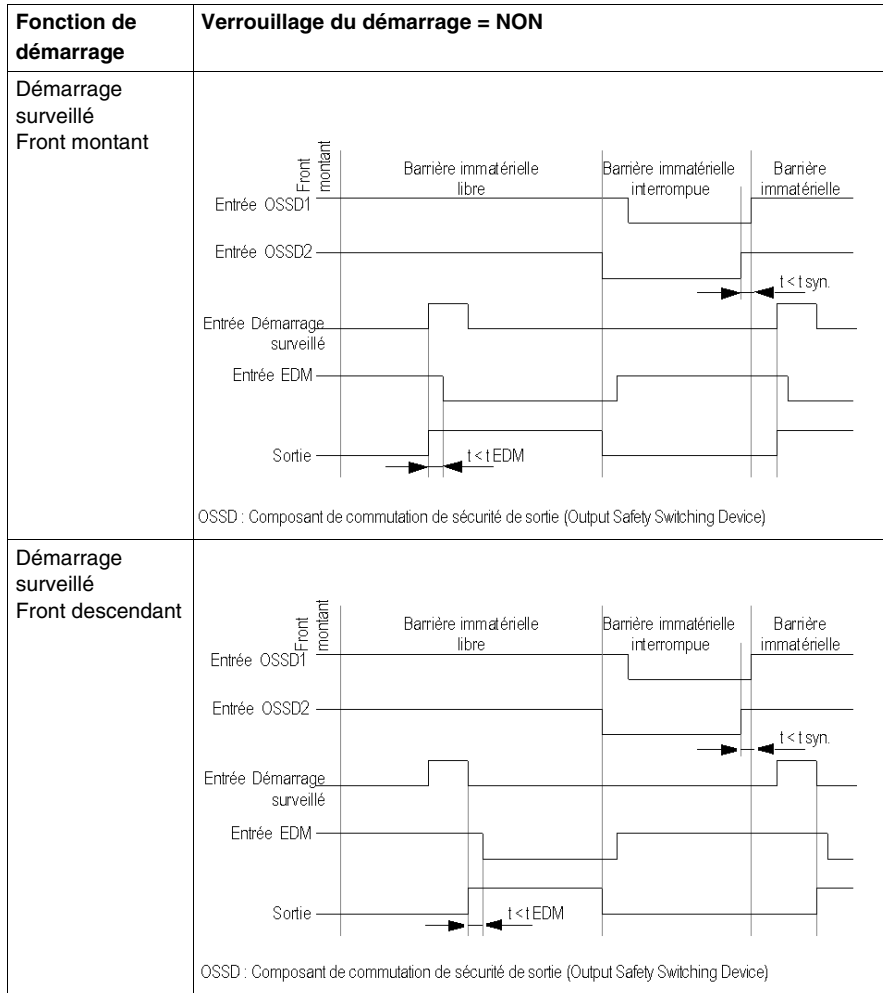 Fonction de
démarrage
Verrouillage du démarrage = NON
Démarrage
surveillé
Front montant
Front
montant
Barrière immatérielle
libre
Barrière immatérielle
interrompue
Barrière
immatérielle
Entrée OSSD1
Entrée OSSD2
t < t syn.
Entrée Démarrage
surveillé
Entrée EDM
Sortie
t < t EDM
OSSD : Composant de commutation de sécurité de sortie (Output Safety Switching Device)
Démarrage
surveillé
Front descendant
Front
montant
Barrière immatérielle
libre
Barrière immatérielle
interrompue
Barrière
immatérielle
Entrée OSSD1
Entrée OSSD2
t < t syn.
Entrée Démarrage
surveillé
Entrée EDM
Sortie
t < t EDM
OSSD : Composant de commutation de sécurité de sortie (Output Safety Switching Device)